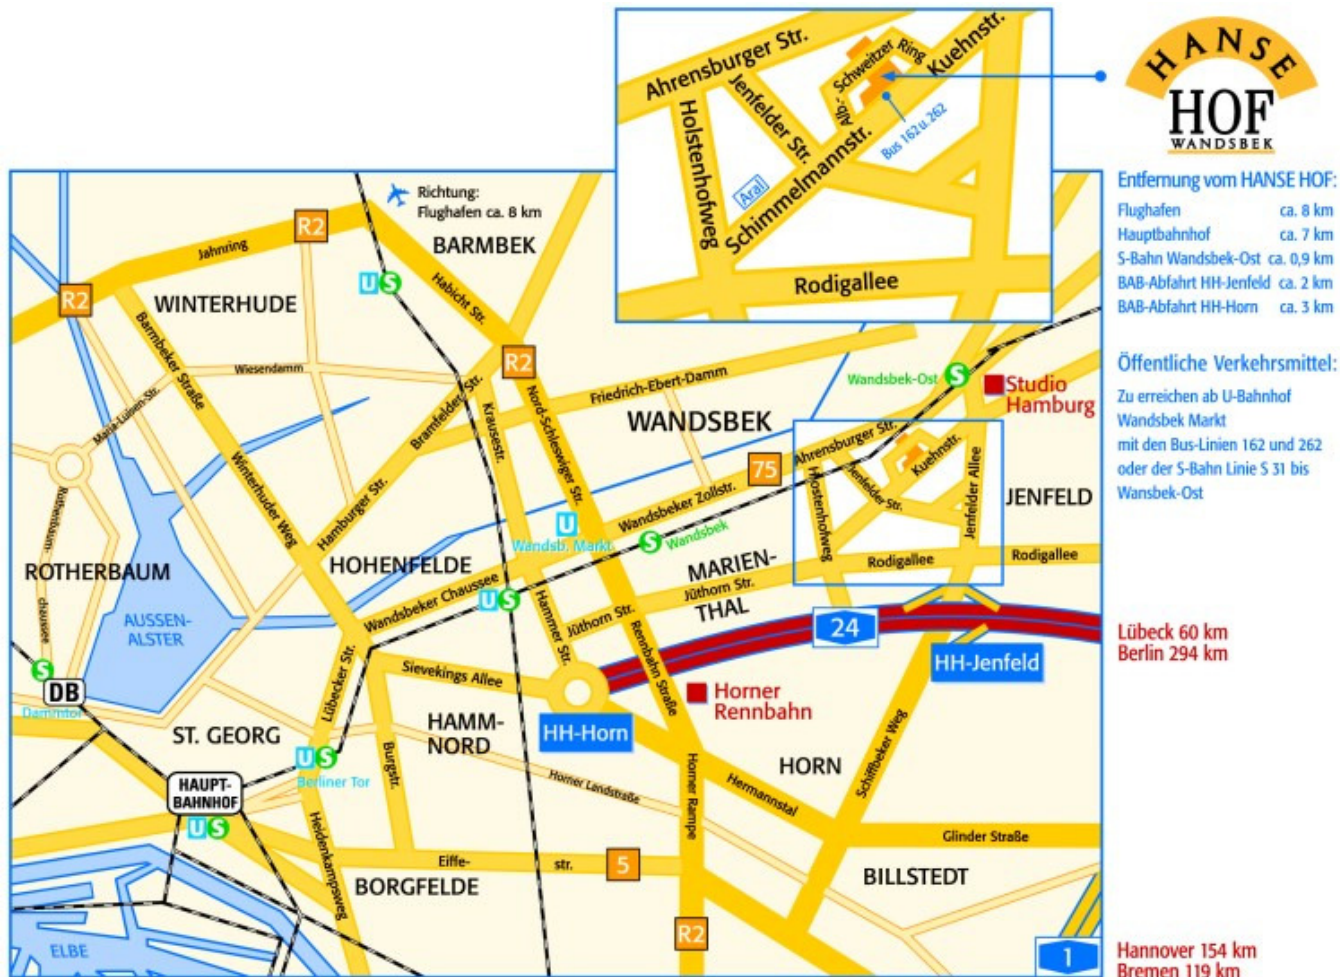 Ahrensburger Str.
Jenfelder Str.
Holstenhofweg
Alb.-Schweitzer Ring
Kuehnstr.
Bus 162 u. 262
Aral
Schimmelmannstr.
Rodigallee
HANSE
HOF
WANDSBEK
Entfernung vom HANSE HOF:
Flughafen ca. 8 km
Hauptbahnhof ca. 7 km
S-Bahn Wandsbek-Ost ca. 0,9 km
BAB-Abfahrt HH-Jenfeld ca. 2 km
BAB-Abfahrt HH-Horn ca. 3 km
Öffentliche Verkehrsmittel:
Zu erreichen ab U-Bahnhof
Wandsbek Markt
mit den Bus-Linien 162 und 262
oder der S-Bahn Linie S 31 bis
Wansbek-Ost
Lübeck 60 km
Berlin 294 km
Hannover 154 km
Bremen 119 km
Richtung:
Flughafen ca. 8 km
R2
Jahnring
BARMBEK
U S
R2
WINTERHUDE
Habicht Str.
Barmbeker Straße
R2
Wiesendamm
Maria-Luisen-Str.
Bramfelder Str.
Krausestr.
Nord-Schleswiger Str.
Friedrich-Ebert-Damm
Wandsbek-Ost
S
Studio
Hamburg
WANDSBEK
Ahrensburger Str.
Kuehnstr.
75
Jenfelder-Str.
Holstenhofweg
Jenfelder Allee
JENFELD
Rothenbaum-
chaussee
Winterhuder Weg
Hamburger Str.
Wandsbeker Zollstr.
U
Wandsb. Markt
S
Wandsbek
ROTHERBAUM
HOHENFELDE
MARIEN-
THAL
Rodigallee
Rodigallee
Wandsbeker Chaussee
U S
Jüthorn Str.
Jüthorn Str.
Hammer Str.
Rennbahn Straße
AUSSEN-
ALSTER
24
HH-Jenfeld
S
DB
Dammtor
Lübecker Str.
Sievekings Allee
Horner
Rennbahn
HH-Horn
ST. GEORG
HAMM-
NORD
U S
Berliner Tor
Burgstr.
HORN
Schiffbeker Weg
HAUPT-
BAHNHOF
U S
Horner Landstraße
Horner Rampe
Hermannstal
Glinder Straße
Heidenkampsweg
Eiffe-
str.
5
BORGFELDE
BILLSTEDT
R2
ELBE
1